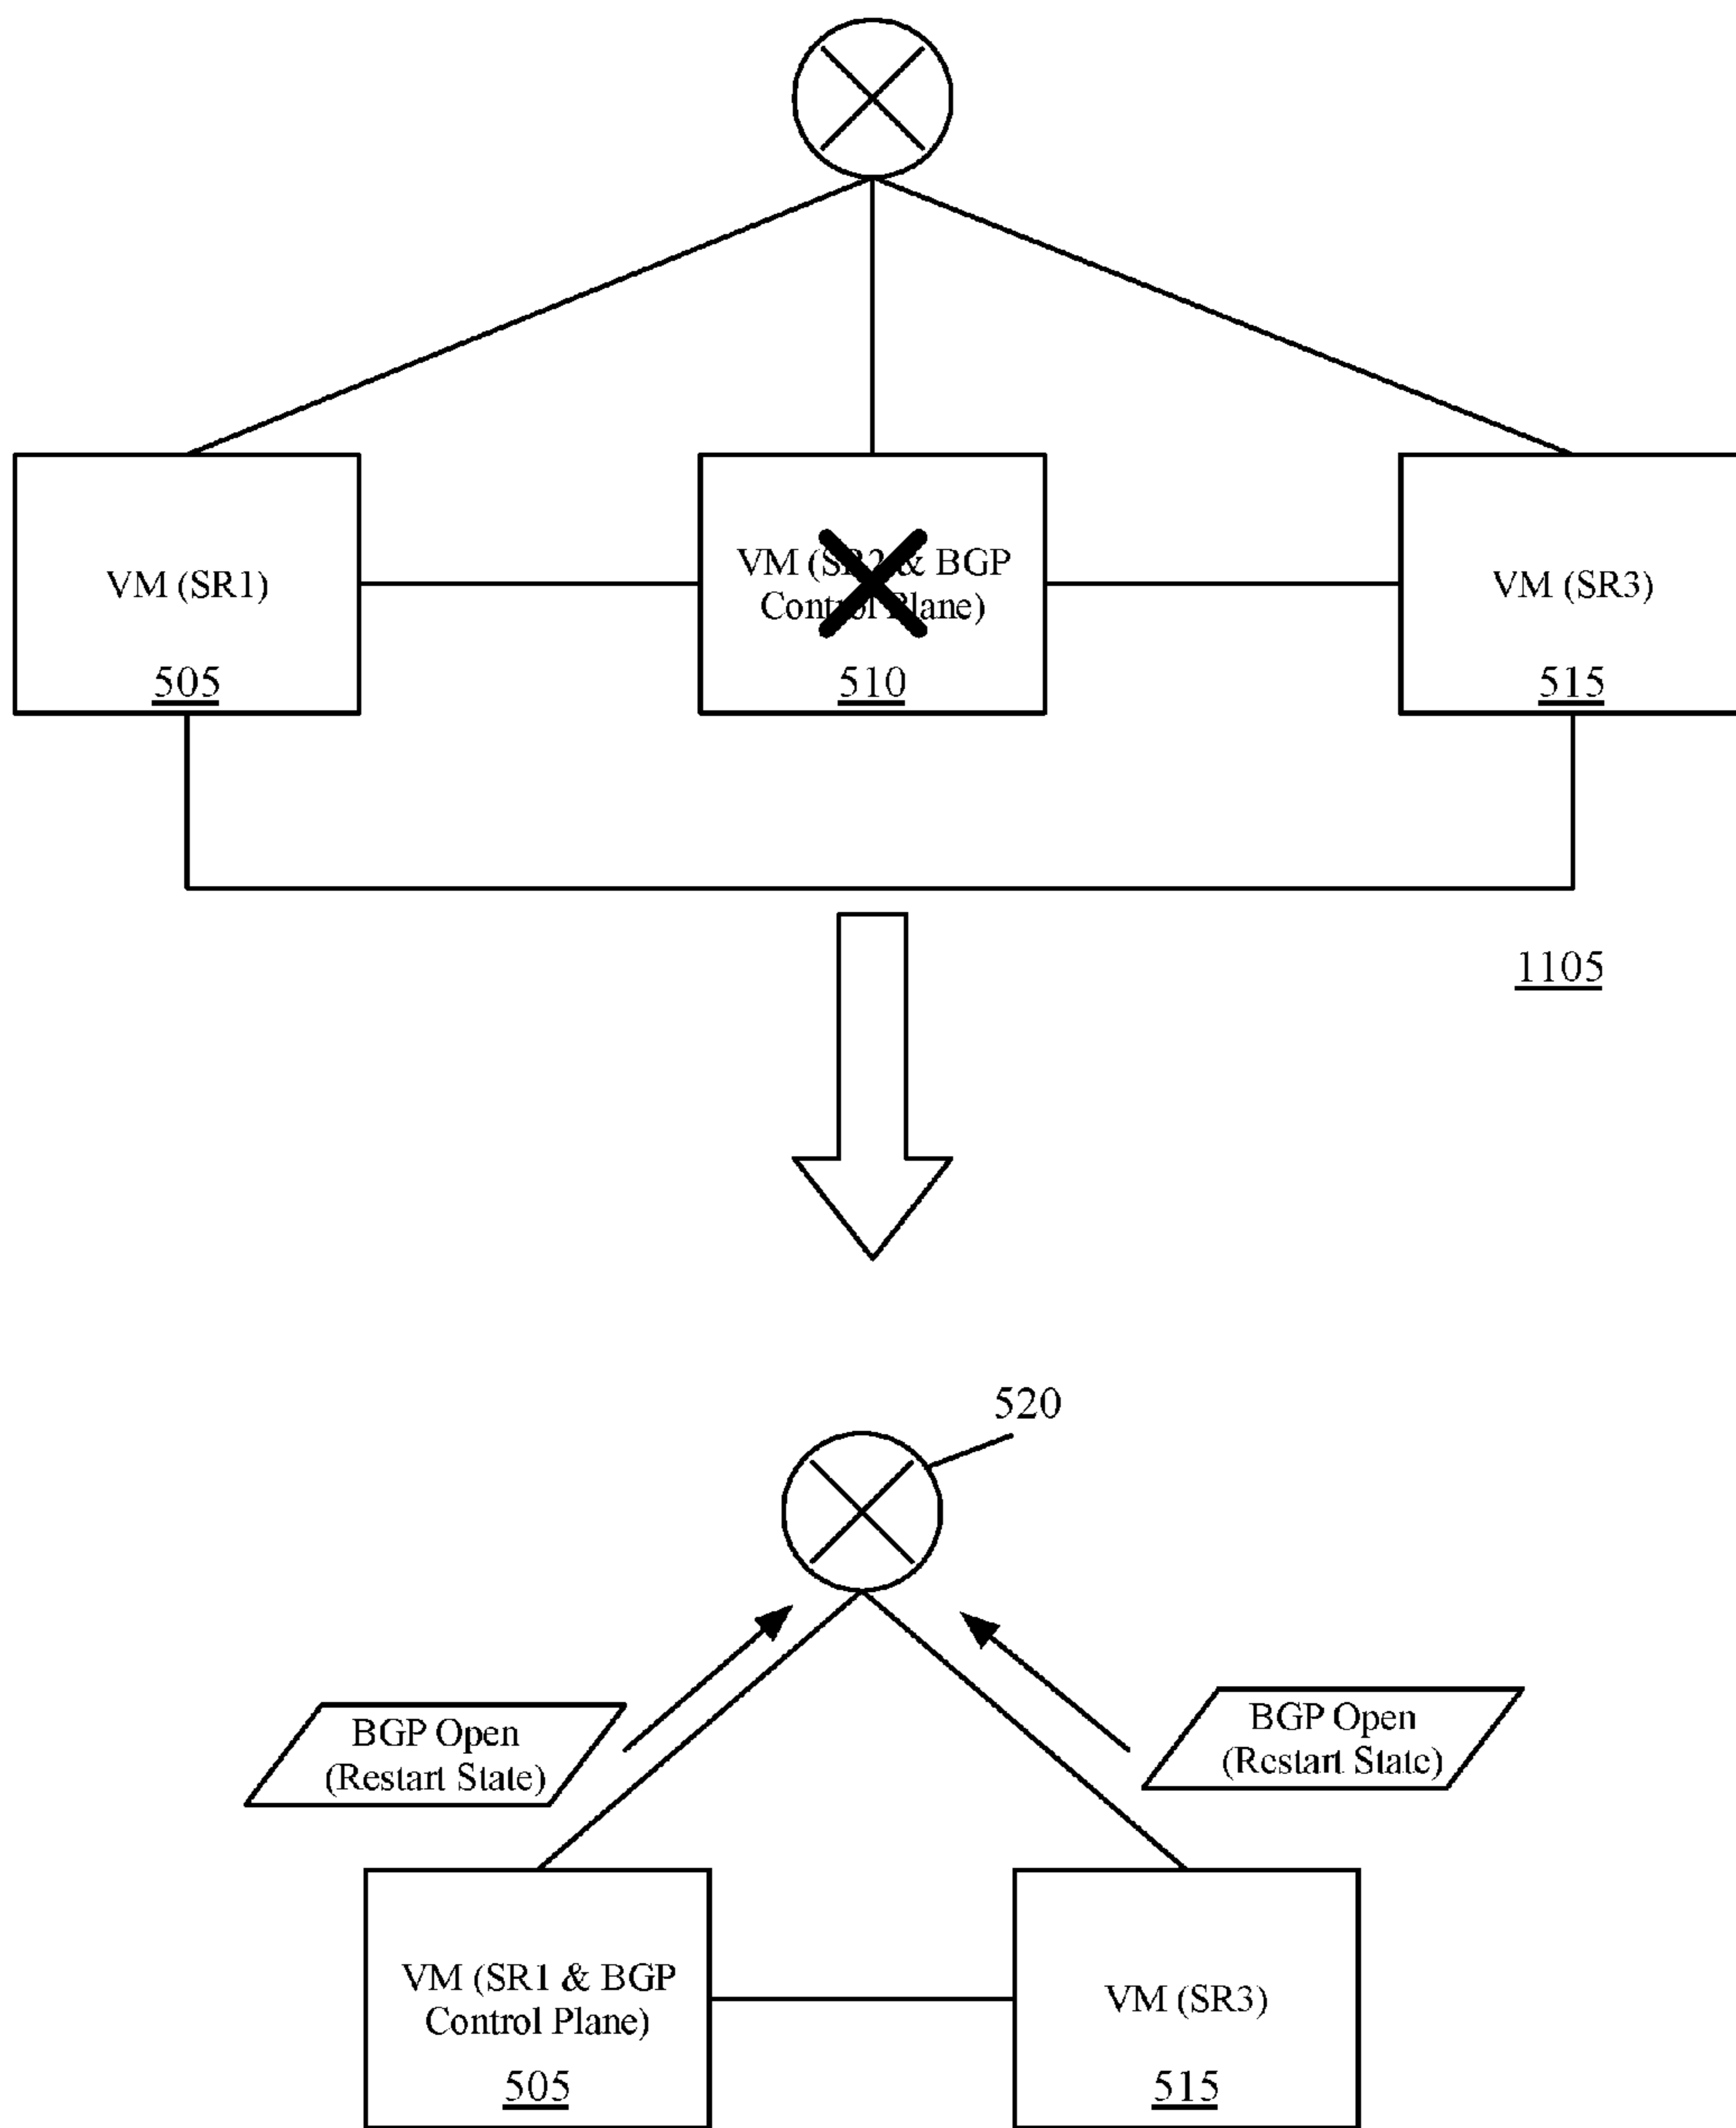 VM (SR1)
505
VM (SR2 & BGP
Control Plane)
510
VM (SR3)
515
1105
520
BGP Open
(Restart State)
BGP Open
(Restart State)
VM (SR1 & BGP
Control Plane)
505
VM (SR3)
515